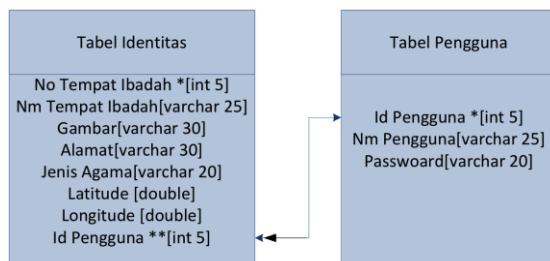 Tabel Identitas
No Tempat Ibadah *[int 5]
Nm Tempat Ibadah[varchar 25]
Gambar[varchar 30]
Alamat[varchar 30]
Jenis Agama[varchar 20]
Latitude [double]
Longitude [double]
Id Pengguna **[int 5]
Tabel Pengguna
Id Pengguna *[int 5]
Nm Pengguna[varchar 25]
Passwoard[varchar 20]